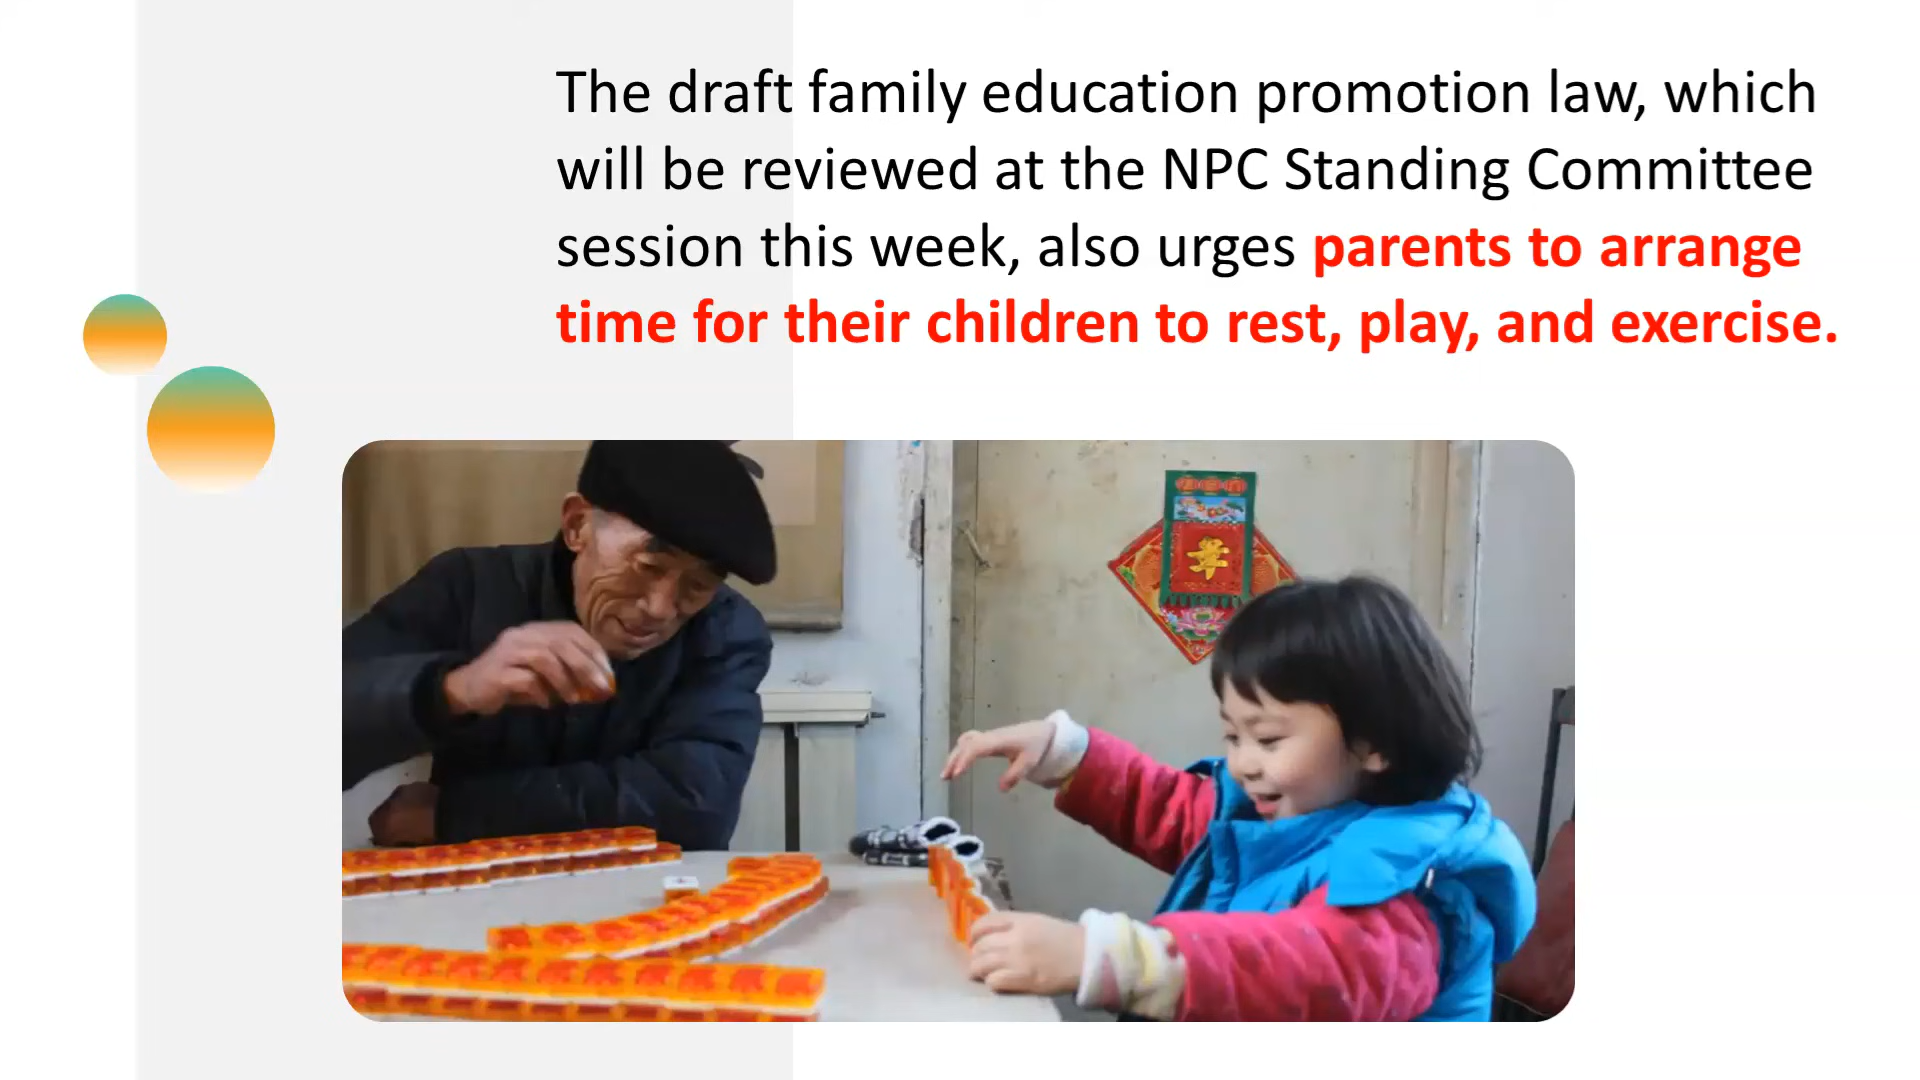 The draft family education promotion law, which
will be reviewed at the NPC Standing Committee
session this week, also urges parents to arrange
time for their children to rest, play, and exercise.